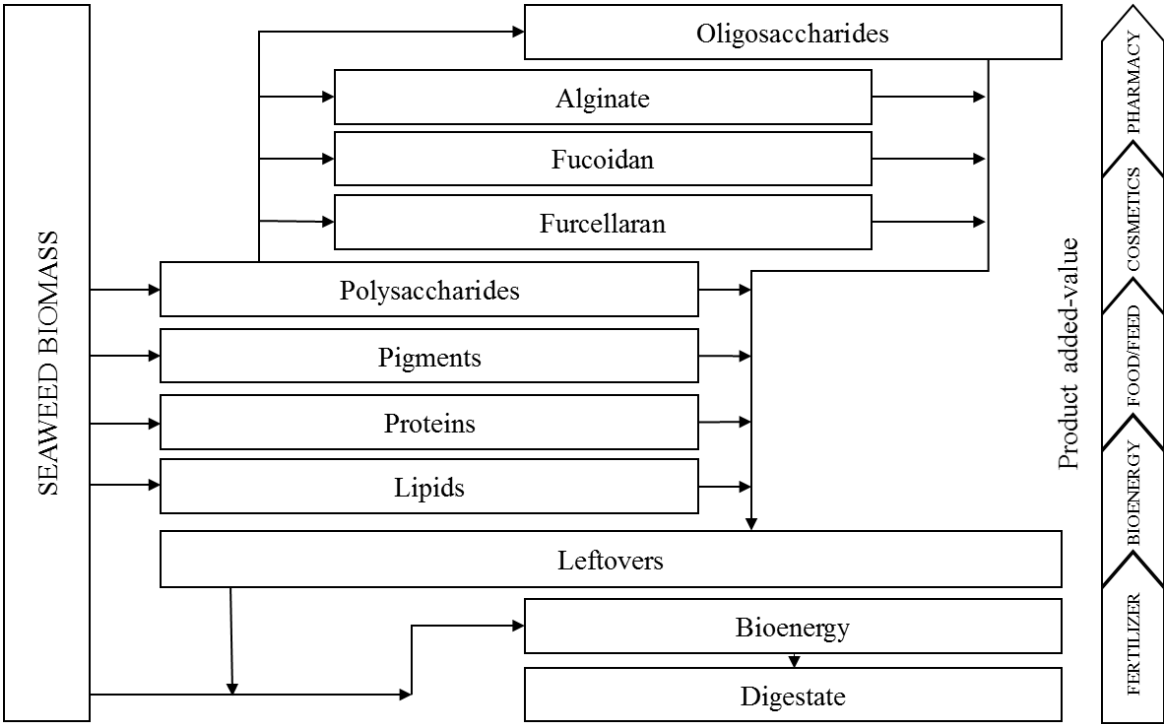 SEAWEED BIOMASS
Oligosaccharides
Alginate
Fucoidan
Furcellaran
Polysaccharides
Pigments
Proteins
Lipids
Leftovers
Bioenergy
Digestate
Product added-value
PHARMACY
COSMETICS
FOOD/FEED
BIOENERGY
FERTILIZER